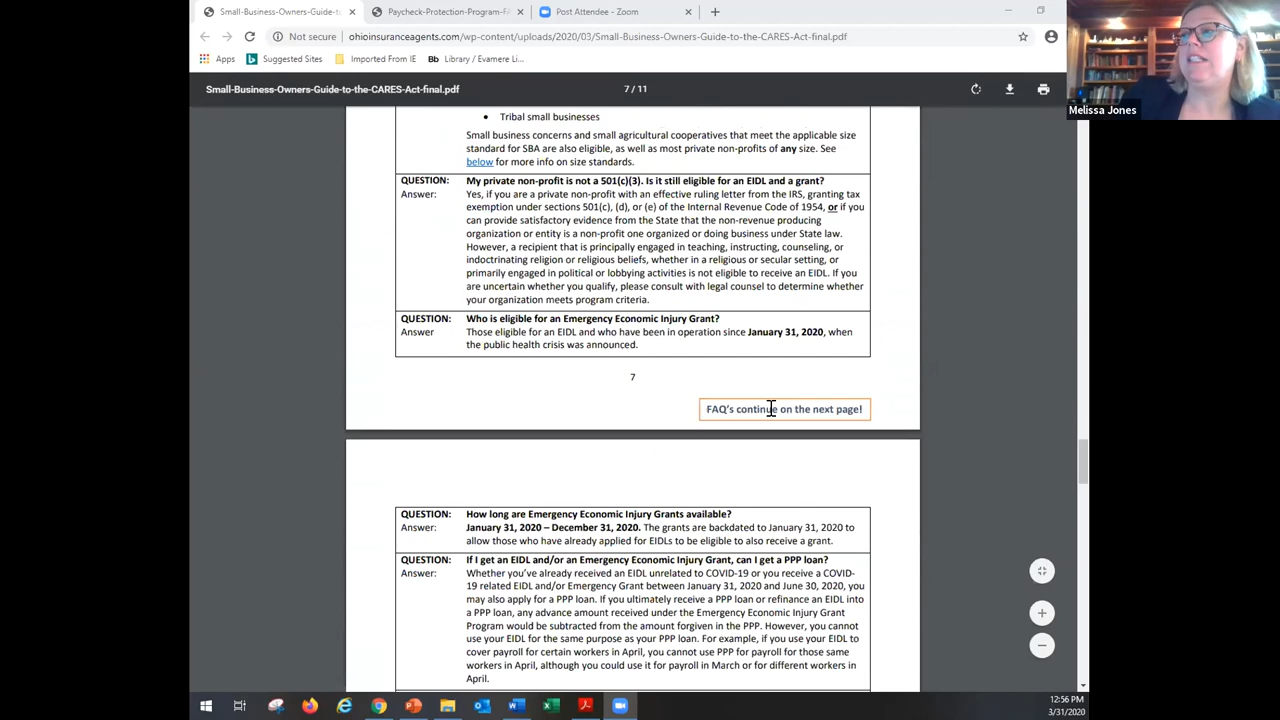 Small-Business-Owners-Guide-to-
Paycheck-Protection-Program-FA
Post Attendee - Zoom
Not secure
ohioinsuranceagents.com/wp-content/uploads/2020/03/Small-Business-Owners-Guide-to-the-CARES-Act-final.pdf
Apps
Suggested Sites
Imported From IE
Bb Library / Evamere Li...
Small-Business-Owners-Guide-to-the-CARES-Act-final.pdf
7 / 11
Melissa Jones
• Tribal small businesses
Small business concerns and small agricultural cooperatives that meet the applicable size
standard for SBA are also eligible, as well as most private non-profits of any size. See
below for more info on size standards.
QUESTION: My private non-profit is not a 501(c)(3). Is it still eligible for an EIDL and a grant?
Answer: Yes, if you are a private non-profit with an effective ruling letter from the IRS, granting tax
exemption under sections 501(c), (d), or (e) of the Internal Revenue Code of 1954, or if you
can provide satisfactory evidence from the State that the non-revenue producing
organization or entity is a non-profit one organized or doing business under State law.
However, a recipient that is principally engaged in teaching, instructing, counseling, or
indoctrinating religion or religious beliefs, whether in a religious or secular setting, or
primarily engaged in political or lobbying activities is not eligible to receive an EIDL. If you
are uncertain whether you qualify, please consult with legal counsel to determine whether
your organization meets program criteria.
QUESTION: Who is eligible for an Emergency Economic Injury Grant?
Answer Those eligible for an EIDL and who have been in operation since January 31, 2020, when
the public health crisis was announced.
7
FAQ's continue on the next page!
QUESTION: How long are Emergency Economic Injury Grants available?
Answer: January 31, 2020 – December 31, 2020. The grants are backdated to January 31, 2020 to
allow those who have already applied for EIDLs to be eligible to also receive a grant.
QUESTION: If I get an EIDL and/or an Emergency Economic Injury Grant, can I get a PPP loan?
Answer: Whether you've already received an EIDL unrelated to COVID-19 or you receive a COVID-
19 related EIDL and/or Emergency Grant between January 31, 2020 and June 30, 2020, you
may also apply for a PPP loan. If you ultimately receive a PPP loan or refinance an EIDL into
a PPP loan, any advance amount received under the Emergency Economic Injury Grant
Program would be subtracted from the amount forgiven in the PPP. However, you cannot
use your EIDL for the same purpose as your PPP loan. For example, if you use your EIDL to
cover payroll for certain workers in April, you cannot use PPP for payroll for those same
workers in April, although you could use it for payroll in March or for different workers in
April.
12:56 PM
3/31/2020